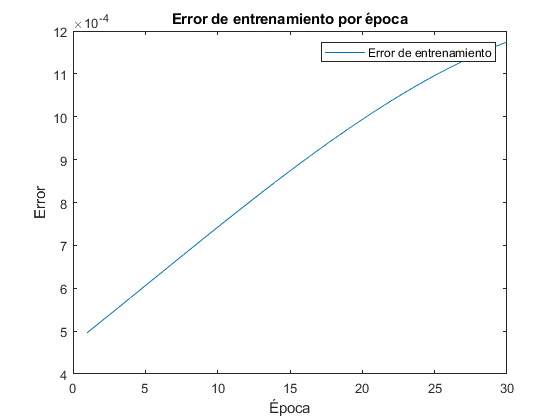 Error de entrenamiento por época
×10-4
Error de entrenamiento
12
11
10
9
8
7
6
5
4
Error
0 5 10 15 20 25 30
Época